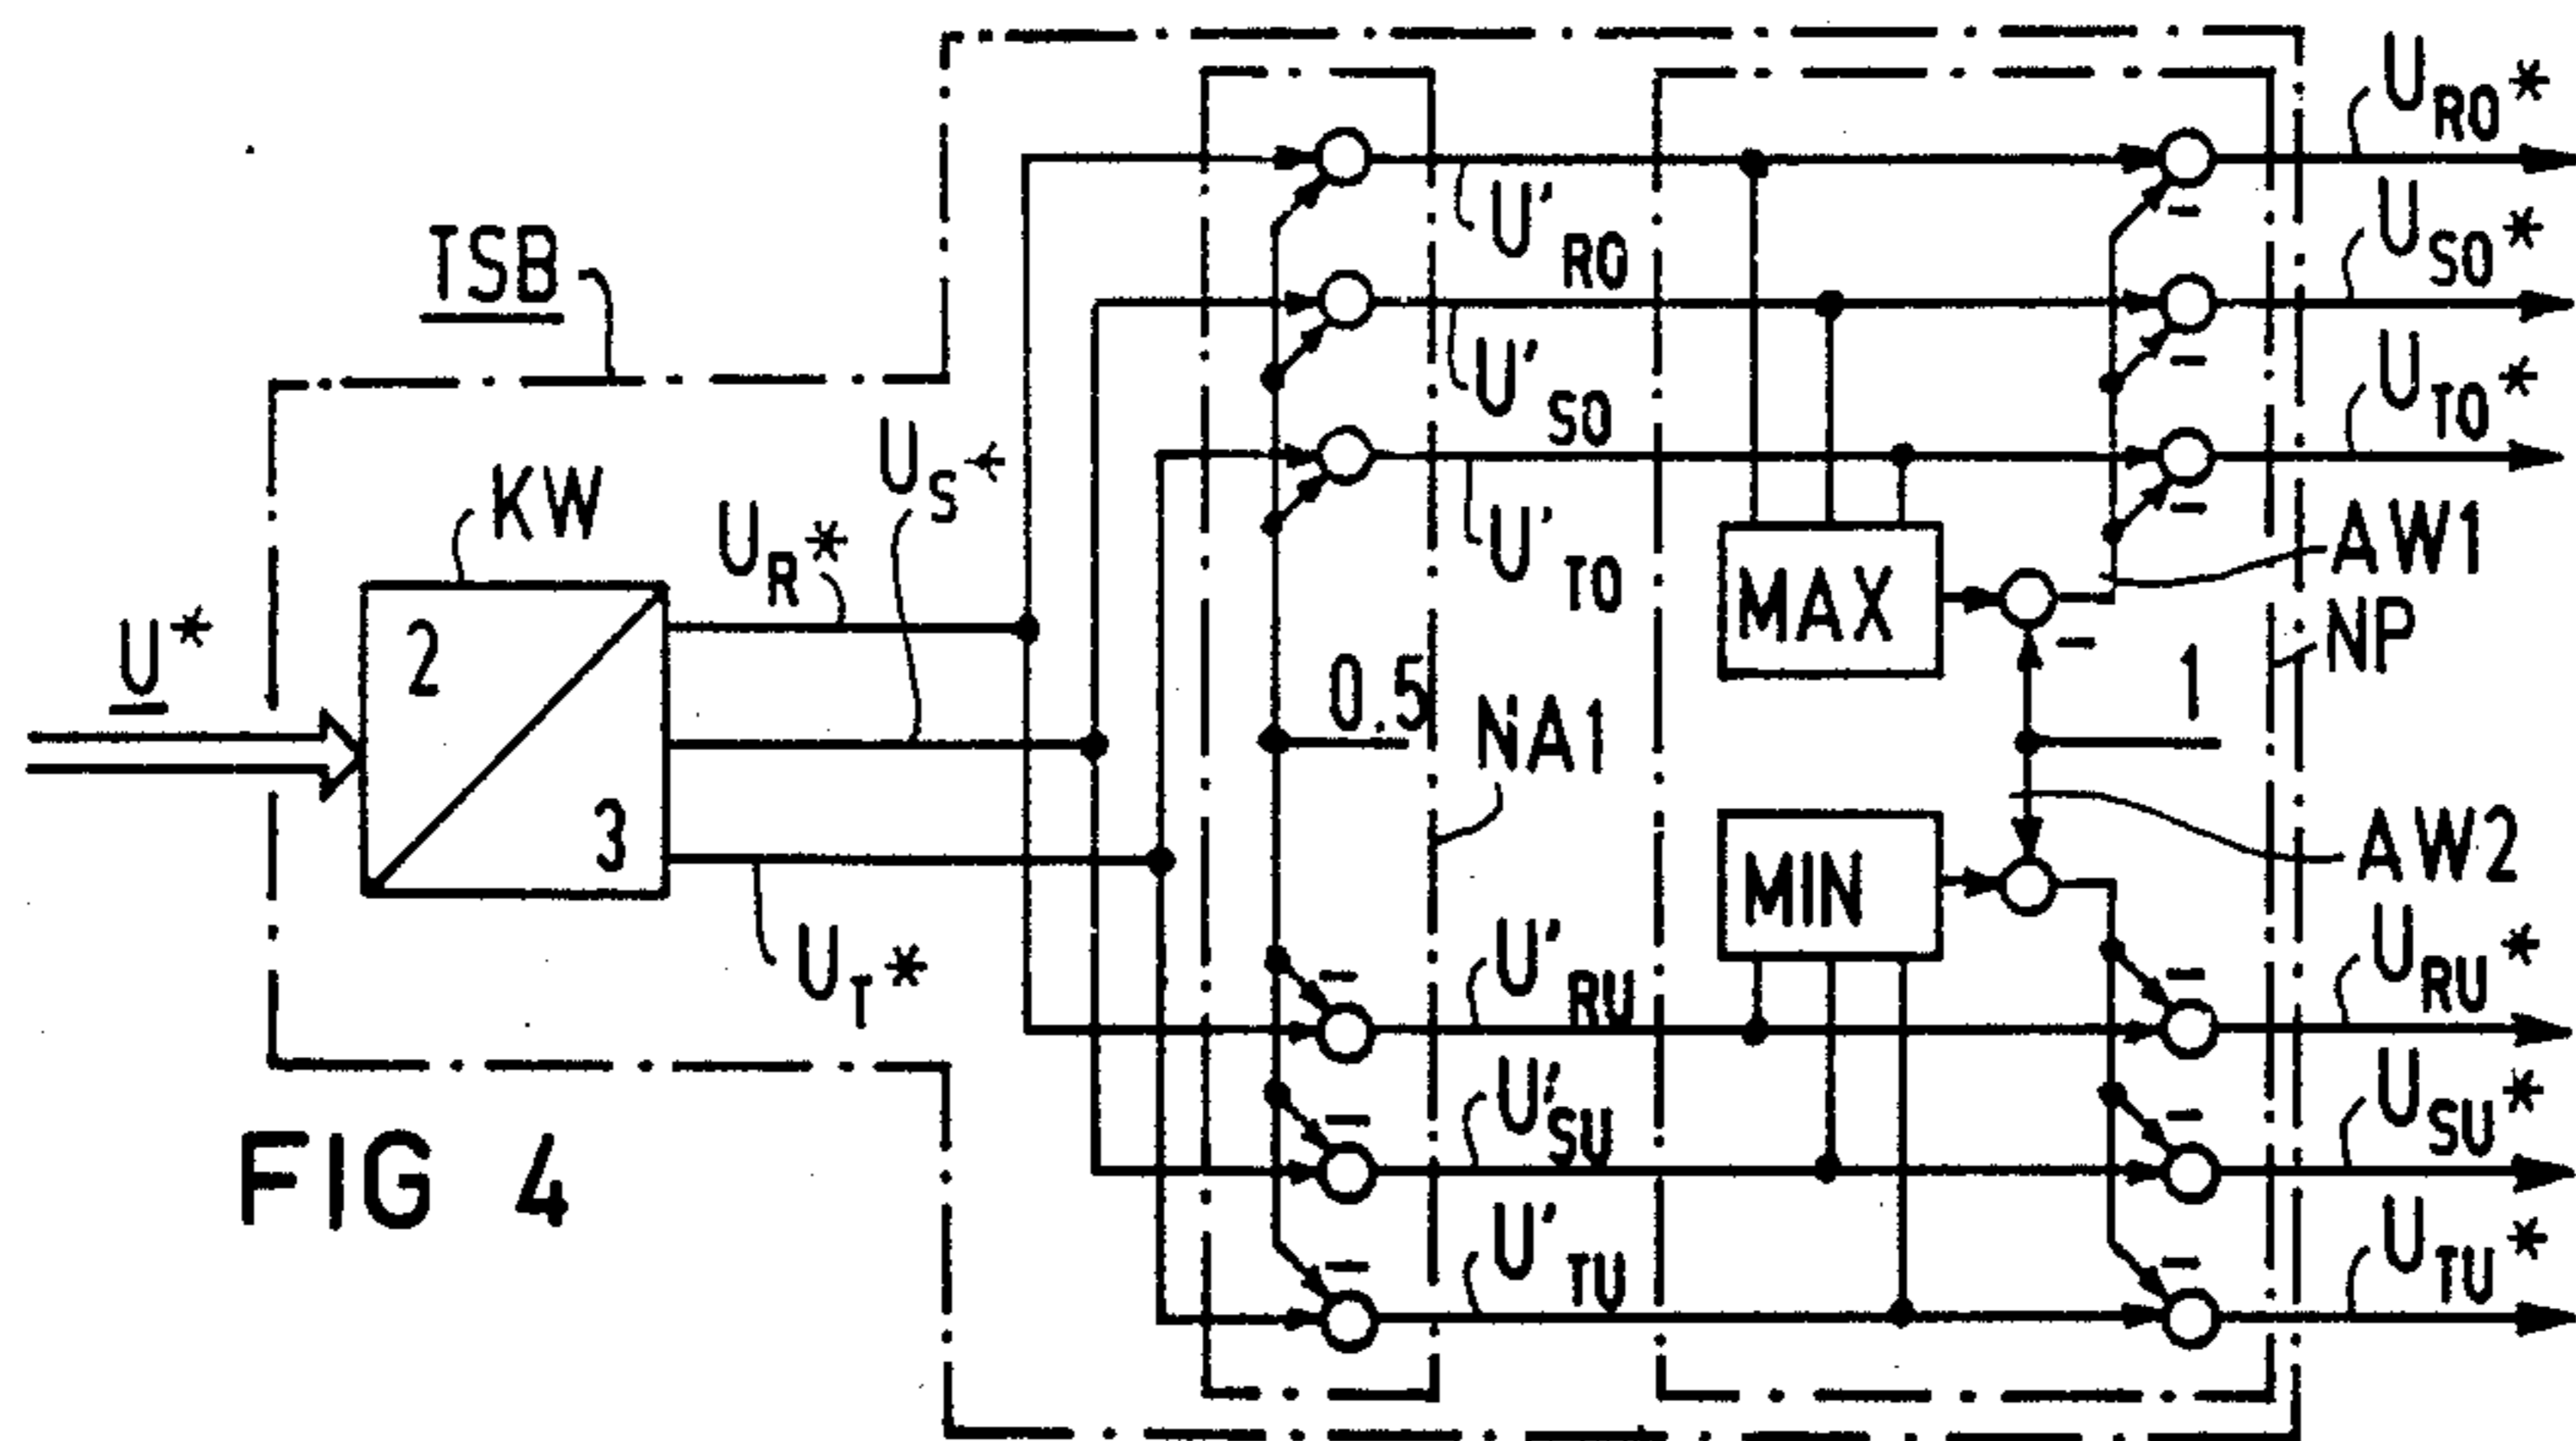 U_RO*
U_SO*
TSB
U'_RO
U_TO*
U'_SO
U_S*
KW
U_R*
U'_TO
AW1
MAX
-
-
-
-
NP
U*
2
0.5
1
NA1
3
AW2
MIN
U_T*
U'_RU
U_RU*
-
-
U'_SU
U_SU*
-
-
FIG 4
U'_TU
U_TU*
-
-